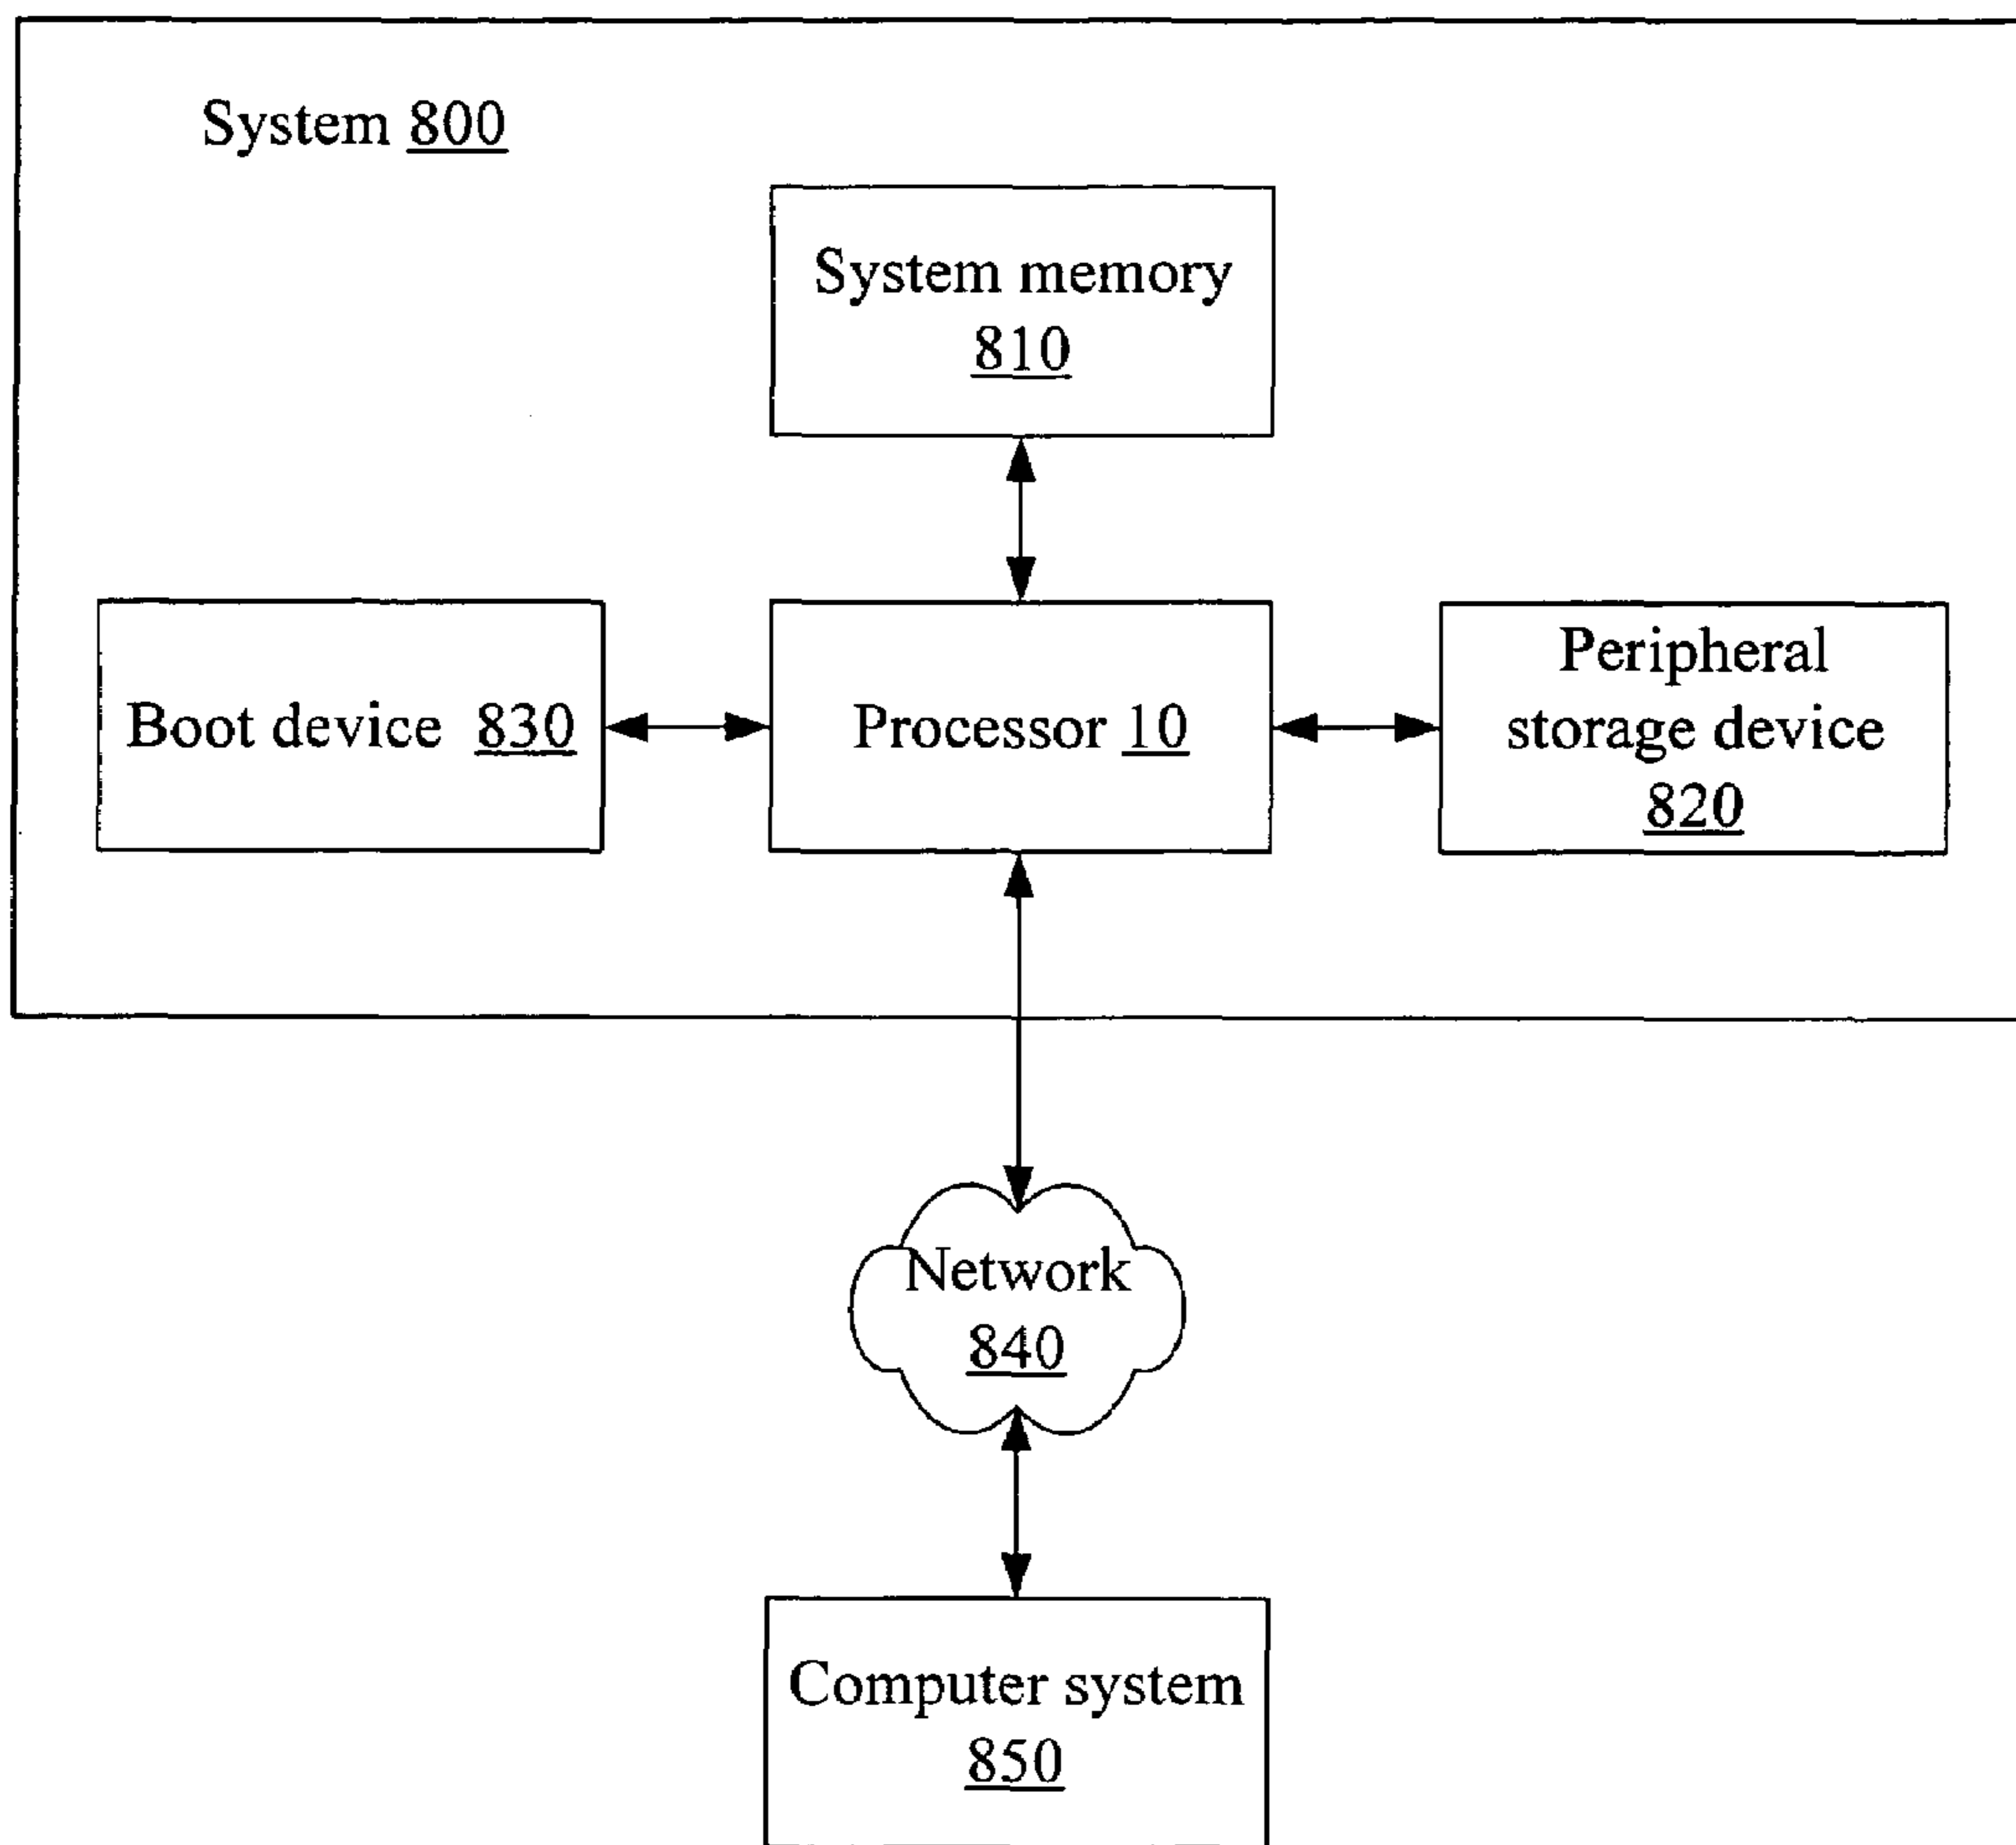 System 800
System memory
810
Boot device 830
Processor 10
Peripheral
storage device
820
Network
840
Computer system
850